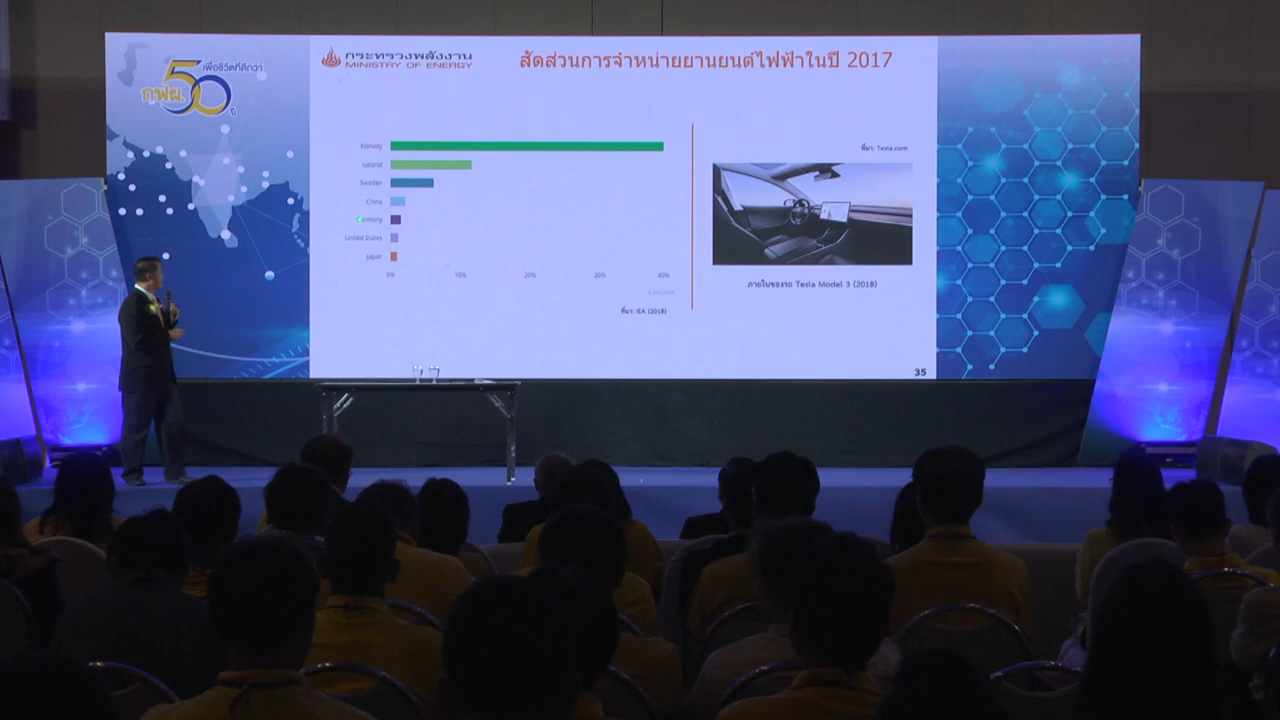 เพื่อชีวิตที่ดีกว่า
กฟผ. 50 ปี
กระทรวงพลังงาน
MINISTRY OF ENERGY
สัดส่วนการจำหน่ายยานยนต์ไฟฟ้าในปี 2017
Norway
Iceland
Sweden
China
Germany
United States
Japan
0% 10% 20% 30% 40%
ที่มา: IEA (2018)
ที่มา: Tesla.com
ภายในของรถ Tesla Model 3 (2018)
35